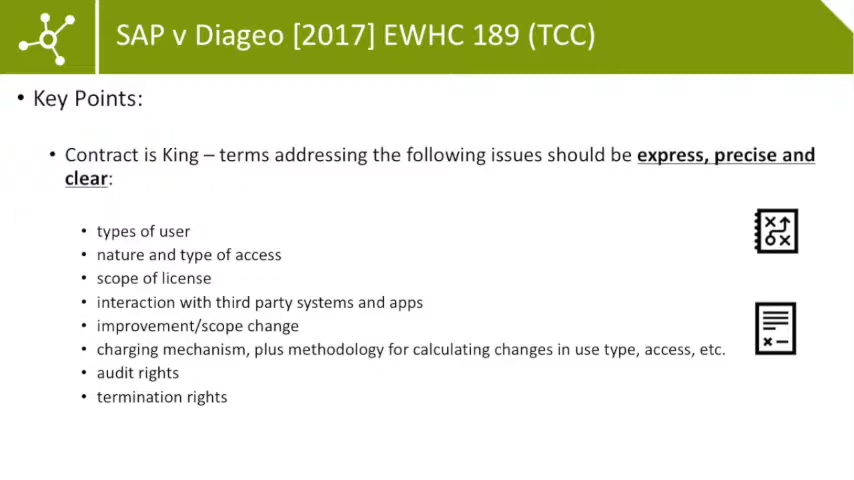 SAP v Diageo [2017] EWHC 189 (TCC)
• Key Points:
• Contract is King – terms addressing the following issues should be express, precise and
clear:
• types of user
• nature and type of access
• scope of license
• interaction with third party systems and apps
• improvement/scope change
• charging mechanism, plus methodology for calculating changes in use type, access, etc.
• audit rights
• termination rights